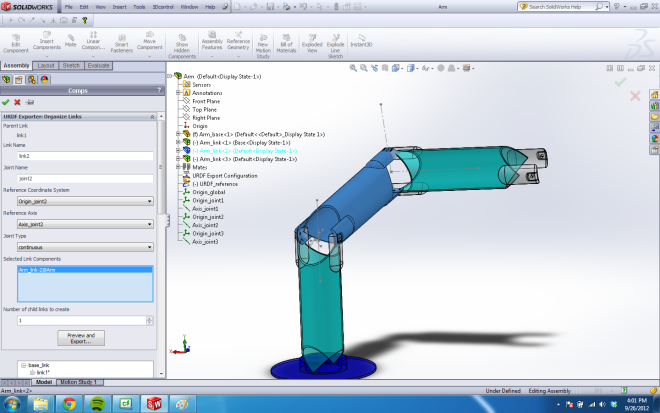 SOLIDWORKS File Edit View Insert Tools 3Dcontrol Window Help Arm Search SolidWorks Help
Edit Component Insert Components Mate Linear Compon... Smart Fasteners Move Component Show Hidden Components Assembly Features Reference Geometry New Motion Study Bill of Materials Exploded View Explode Line Sketch Instant3D
Assembly Layout Sketch Evaluate
Comps ?
URDF Exporter: Organize Links
Parent Link
link1
Link Name
link2
Joint Name
joint2
Reference Coordinate System
Origin_joint2
Reference Axis
Axis_joint2
Joint Type
continuous
Selected Link Components
Arm_link-2@Arm
Number of child links to create
1
Preview and Export...
base_link
link1*
Arm (Default<Display State-1>)
Sensors
Annotations
Front Plane
Top Plane
Right Plane
Origin
(f) Arm_base<1> (Default<<Default>_Display State 1>)
(-) Arm_link<1> (Base<Display State-1>)
(-) Arm_link<2> (Default<Display State-1>)
(-) Arm_link<3> (Default<Display State-1>)
Mates
URDF Export Configuration
(-) URDF_reference
Origin_global
Origin_joint1
Axis_joint1
Origin_joint2
Axis_joint2
Origin_joint3
Axis_joint3
Model Motion Study 1
Arm_link<2> Under Defined Editing Assembly
4:01 PM
9/26/2012